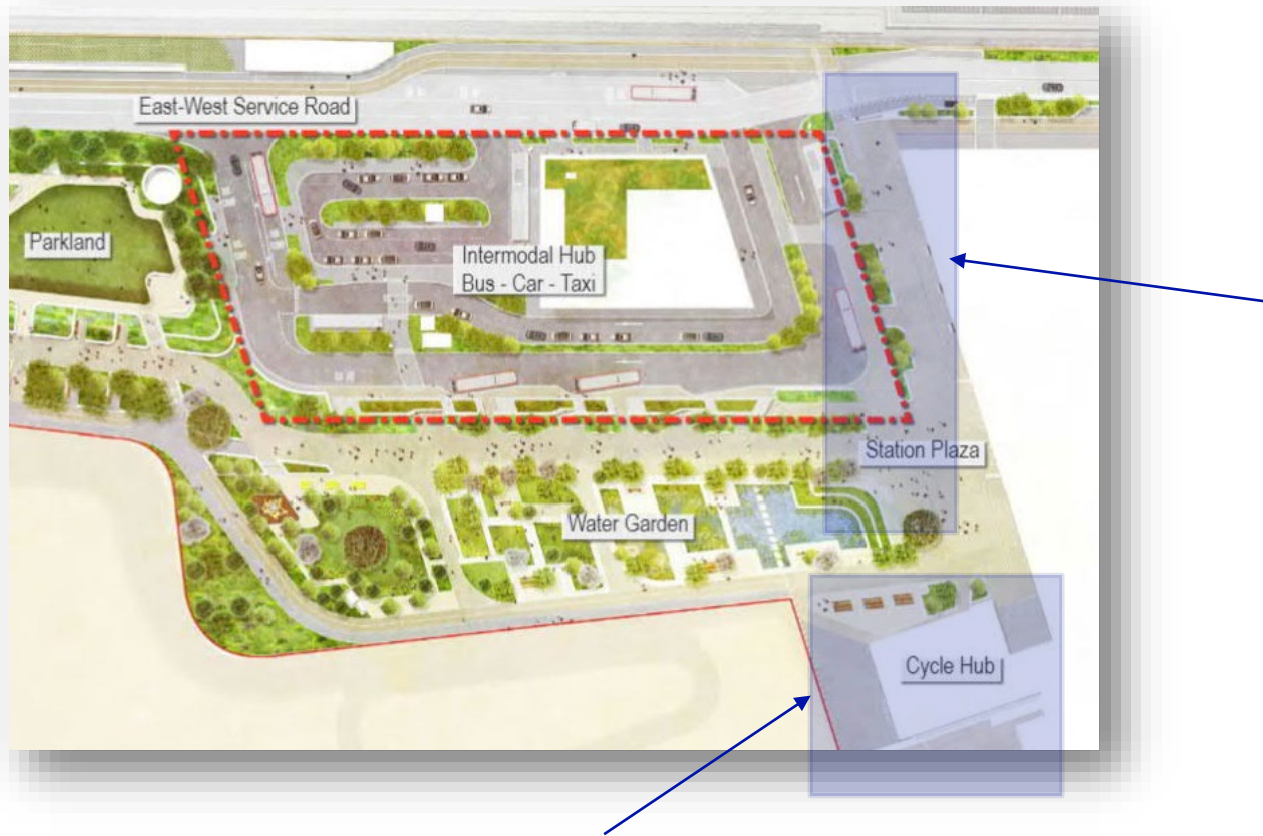 East-West Service Road
Parkland
Intermodal Hub
Bus - Car - Taxi
Station Plaza
Water Garden
Cycle Hub